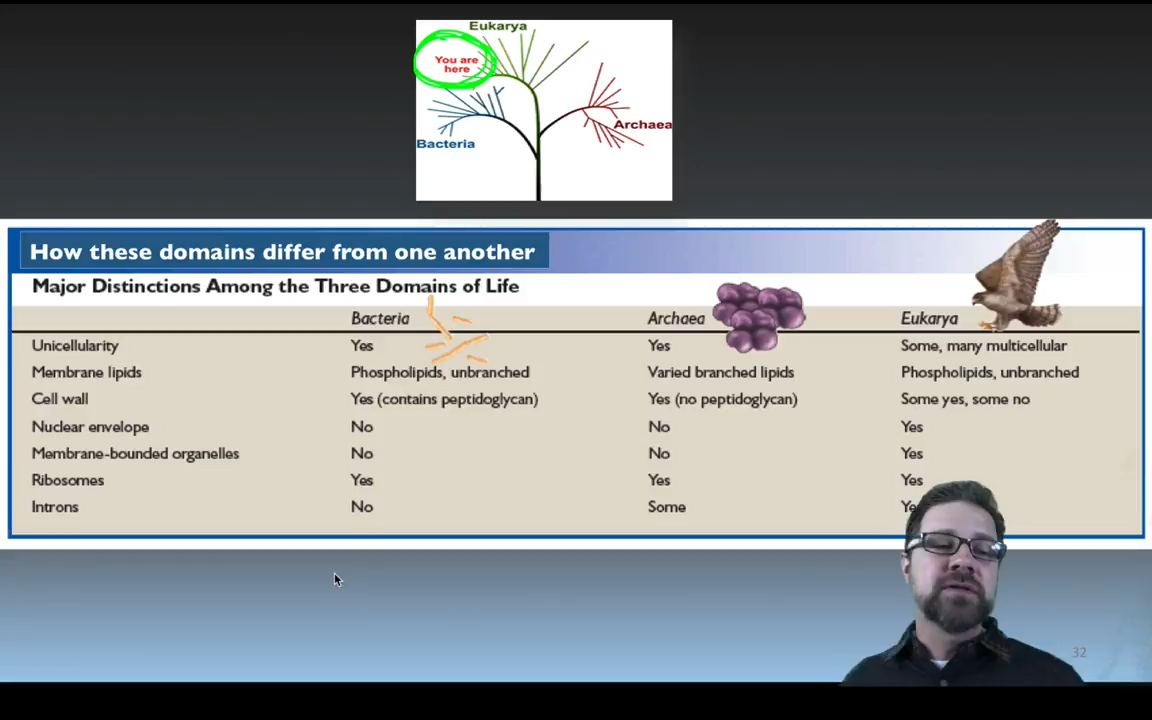 Eukarya
You are
here
Archaea
Bacteria
How these domains differ from one another
Major Distinctions Among the Three Domains of Life
Bacteria Archaea Eukarya
Unicellularity Yes Yes Some, many multicellular
Membrane lipids Phospholipids, unbranched Varied branched lipids Phospholipids, unbranched
Cell wall Yes (contains peptidoglycan) Yes (no peptidoglycan) Some yes, some no
Nuclear envelope No No Yes
Membrane-bounded organelles No No Yes
Ribosomes Yes Yes Yes
Introns No Some
32